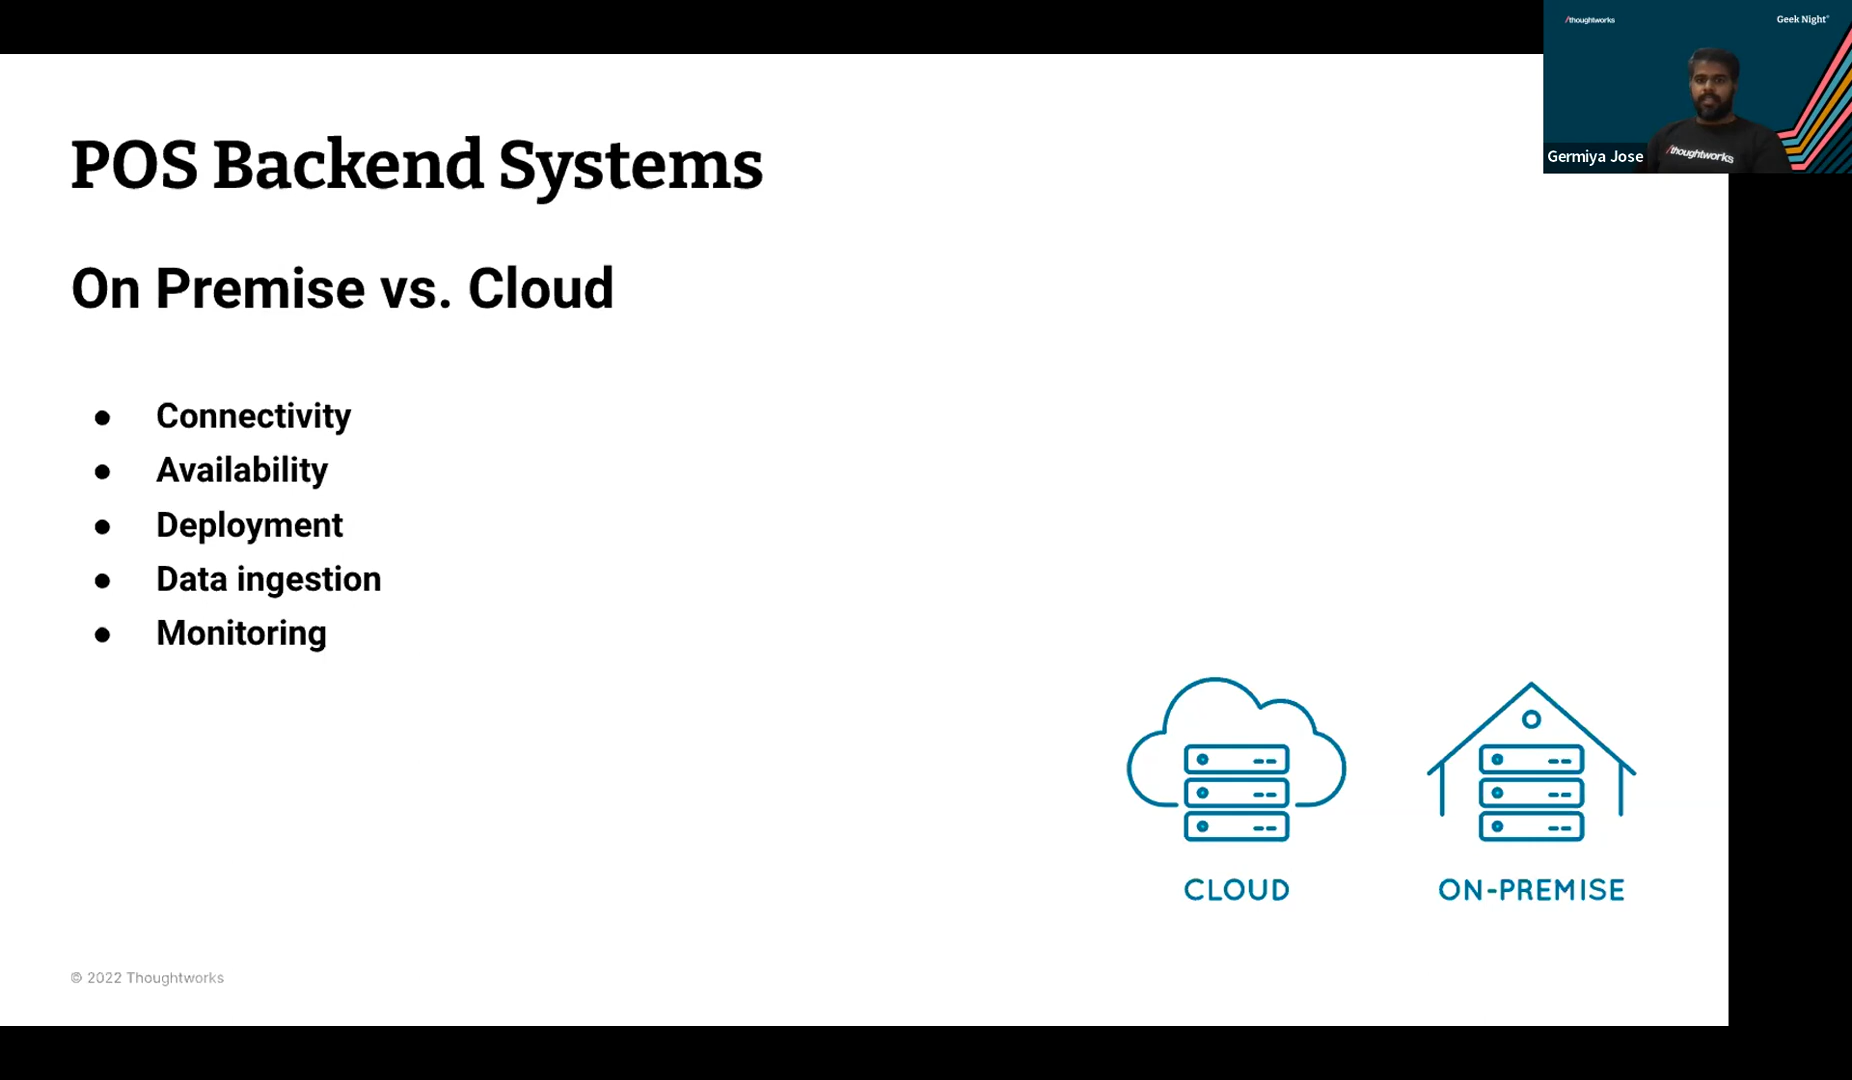 /thoughtworks
Geek Night®
/thoughtworks
Germiya Jose
POS Backend Systems
On Premise vs. Cloud
● Connectivity
● Availability
● Deployment
● Data ingestion
● Monitoring
CLOUD
ON-PREMISE
© 2022 Thoughtworks